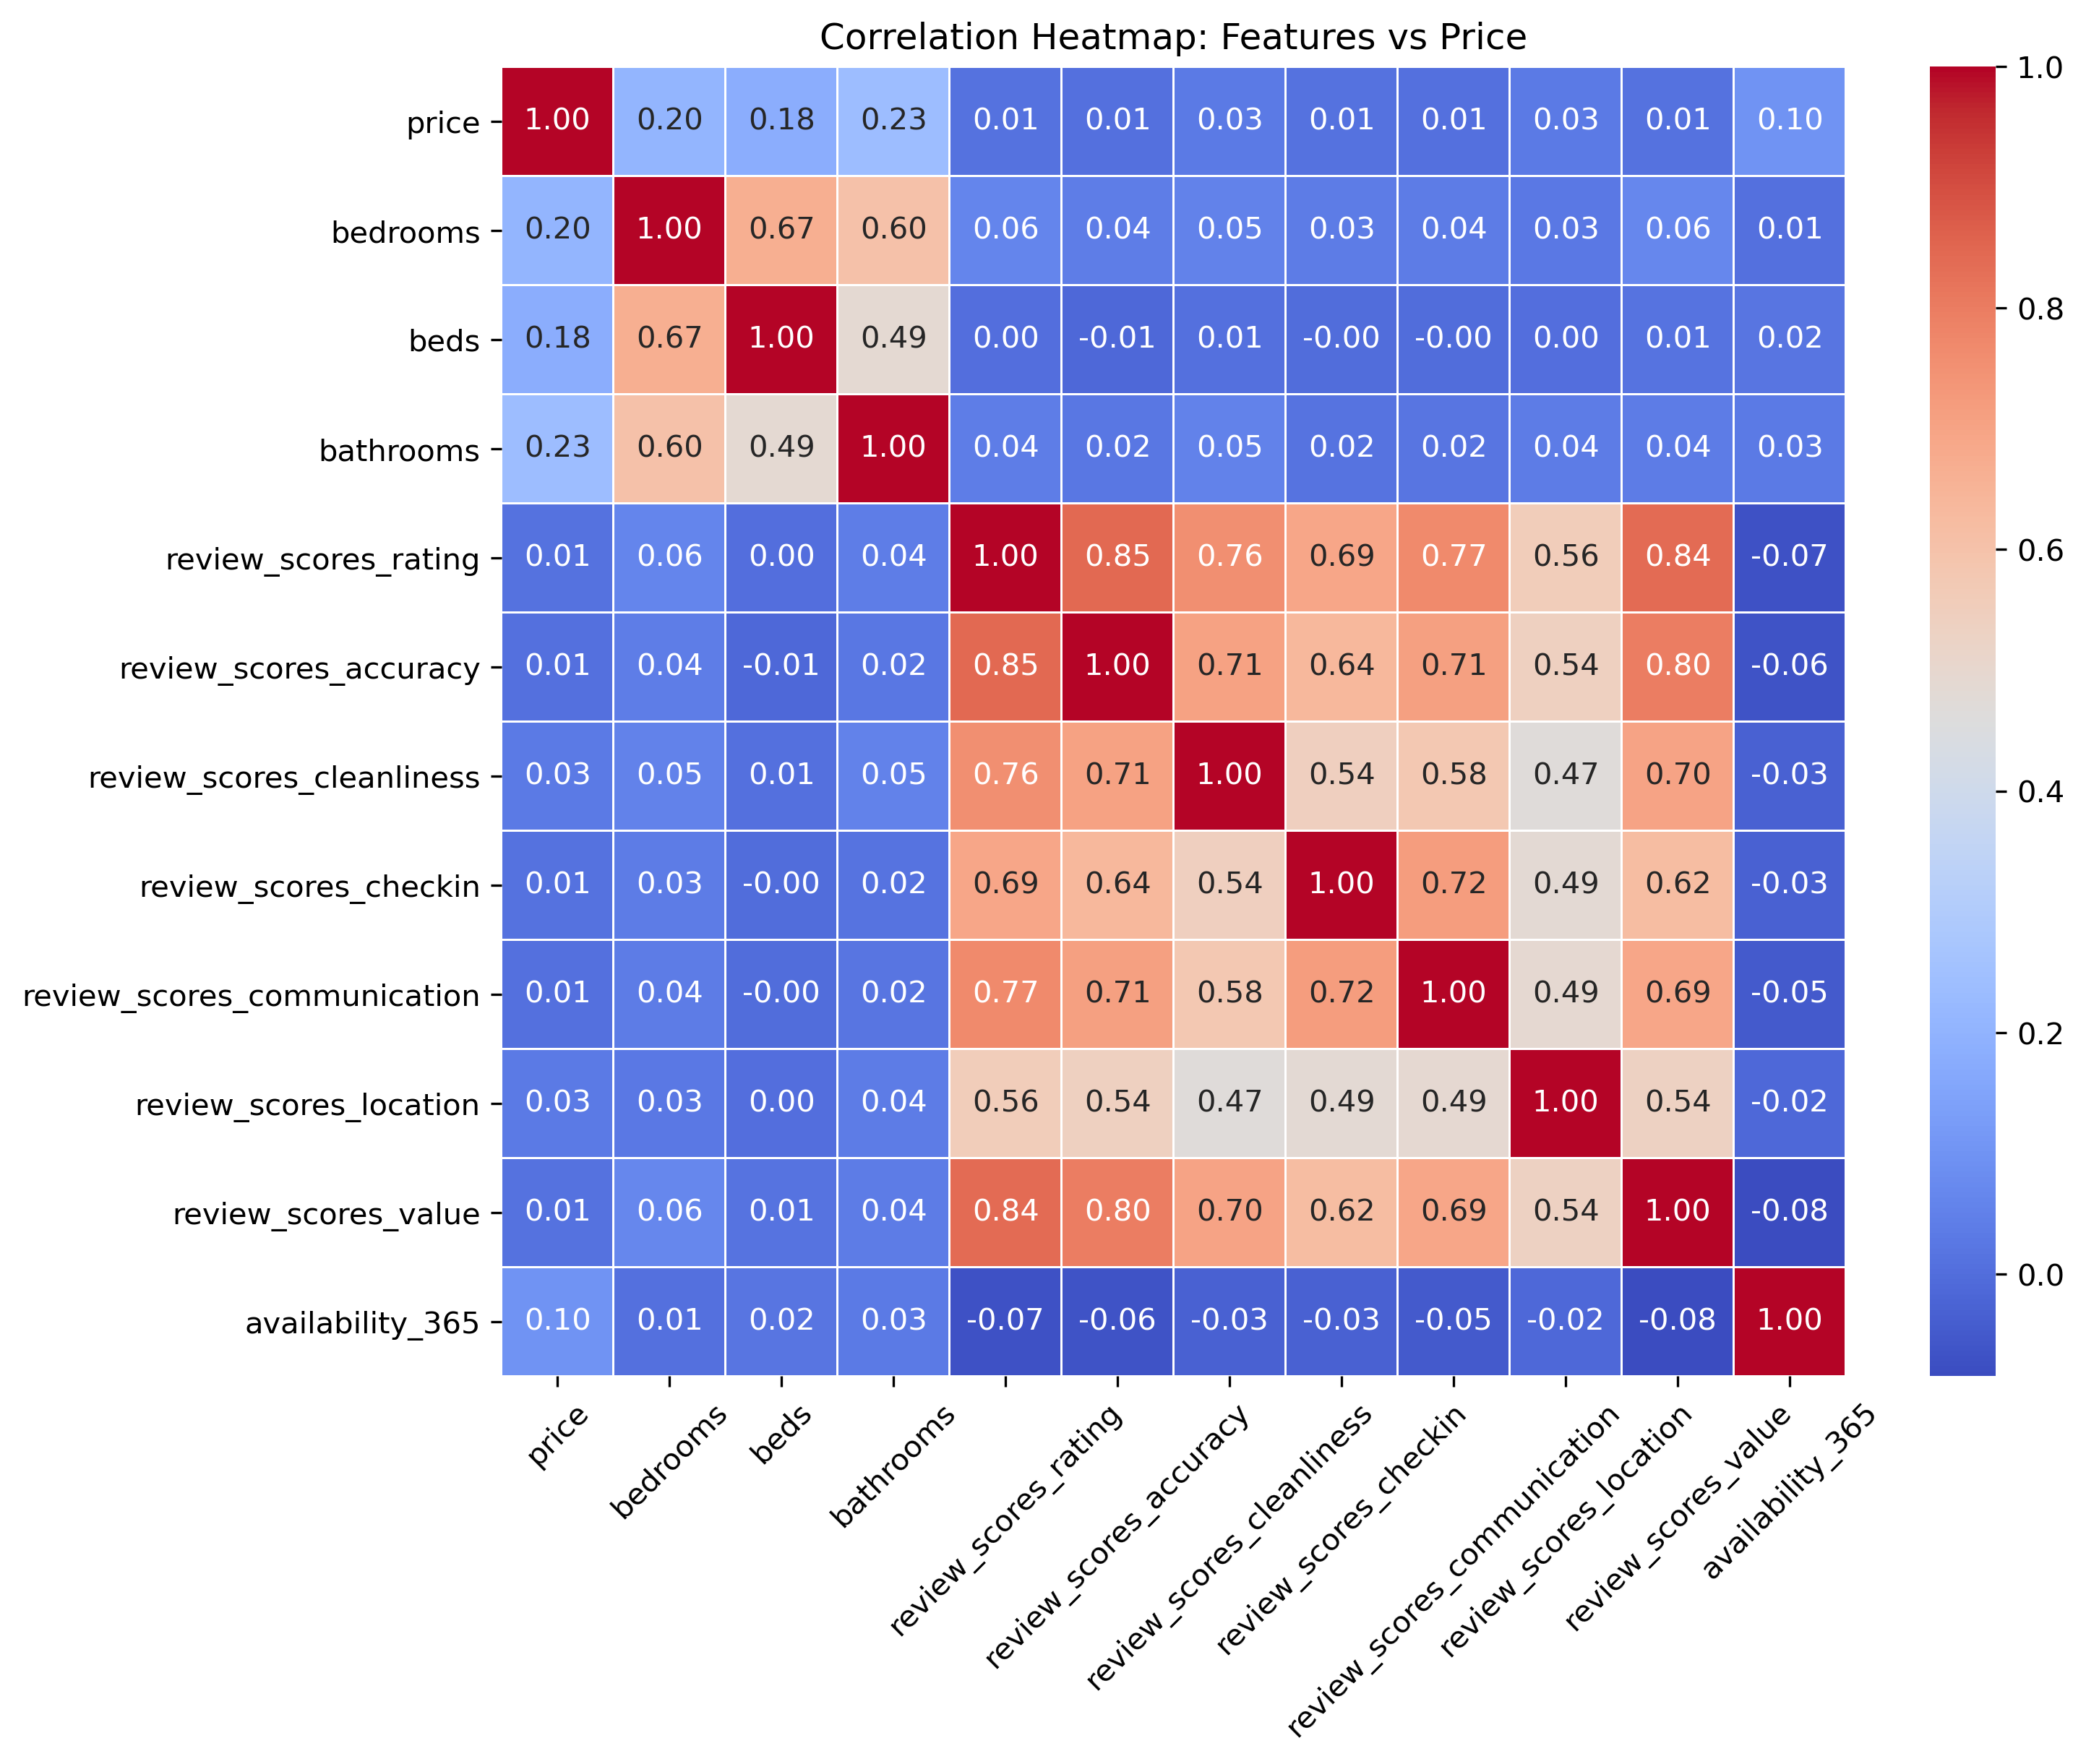 Correlation Heatmap: Features vs Price
price 1.00 0.20 0.18 0.23 0.01 0.01 0.03 0.01 0.01 0.03 0.01 0.10
bedrooms 0.20 1.00 0.67 0.60 0.06 0.04 0.05 0.03 0.04 0.03 0.06 0.01
beds 0.18 0.67 1.00 0.49 0.00 -0.01 0.01 -0.00 -0.00 0.00 0.01 0.02
bathrooms 0.23 0.60 0.49 1.00 0.04 0.02 0.05 0.02 0.02 0.04 0.04 0.03
review_scores_rating 0.01 0.06 0.00 0.04 1.00 0.85 0.76 0.69 0.77 0.56 0.84 -0.07
review_scores_accuracy 0.01 0.04 -0.01 0.02 0.85 1.00 0.71 0.64 0.71 0.54 0.80 -0.06
review_scores_cleanliness 0.03 0.05 0.01 0.05 0.76 0.71 1.00 0.54 0.58 0.47 0.70 -0.03
review_scores_checkin 0.01 0.03 -0.00 0.02 0.69 0.64 0.54 1.00 0.72 0.49 0.62 -0.03
review_scores_communication 0.01 0.04 -0.00 0.02 0.77 0.71 0.58 0.72 1.00 0.49 0.69 -0.05
review_scores_location 0.03 0.03 0.00 0.04 0.56 0.54 0.47 0.49 0.49 1.00 0.54 -0.02
review_scores_value 0.01 0.06 0.01 0.04 0.84 0.80 0.70 0.62 0.69 0.54 1.00 -0.08
availability_365 0.10 0.01 0.02 0.03 -0.07 -0.06 -0.03 -0.03 -0.05 -0.02 -0.08 1.00
price
bedrooms
beds
bathrooms
review_scores_rating
review_scores_accuracy
review_scores_cleanliness
review_scores_checkin
review_scores_communication
review_scores_location
review_scores_value
availability_365
1.0
0.8
0.6
0.4
0.2
0.0